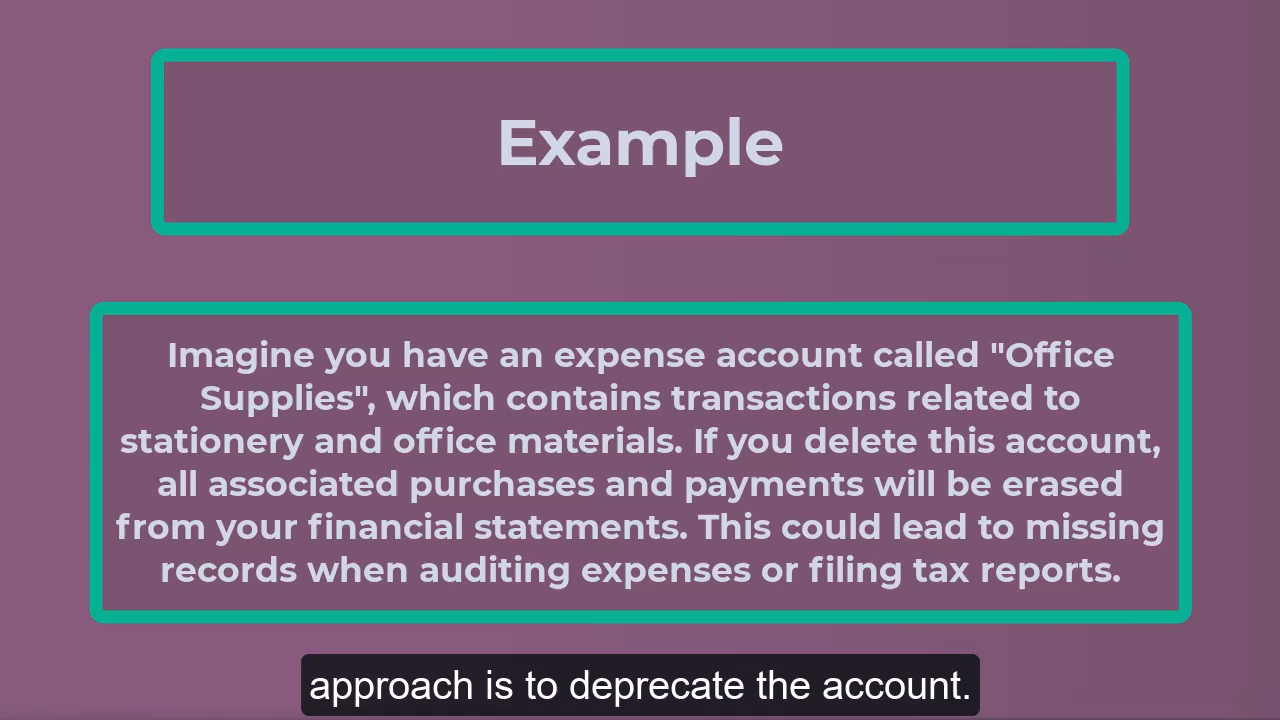 Example
Imagine you have an expense account called "Office
Supplies", which contains transactions related to
stationery and office materials. If you delete this account,
all associated purchases and payments will be erased
from your financial statements. This could lead to missing
records when auditing expenses or filing tax reports.
approach is to deprecate the account.